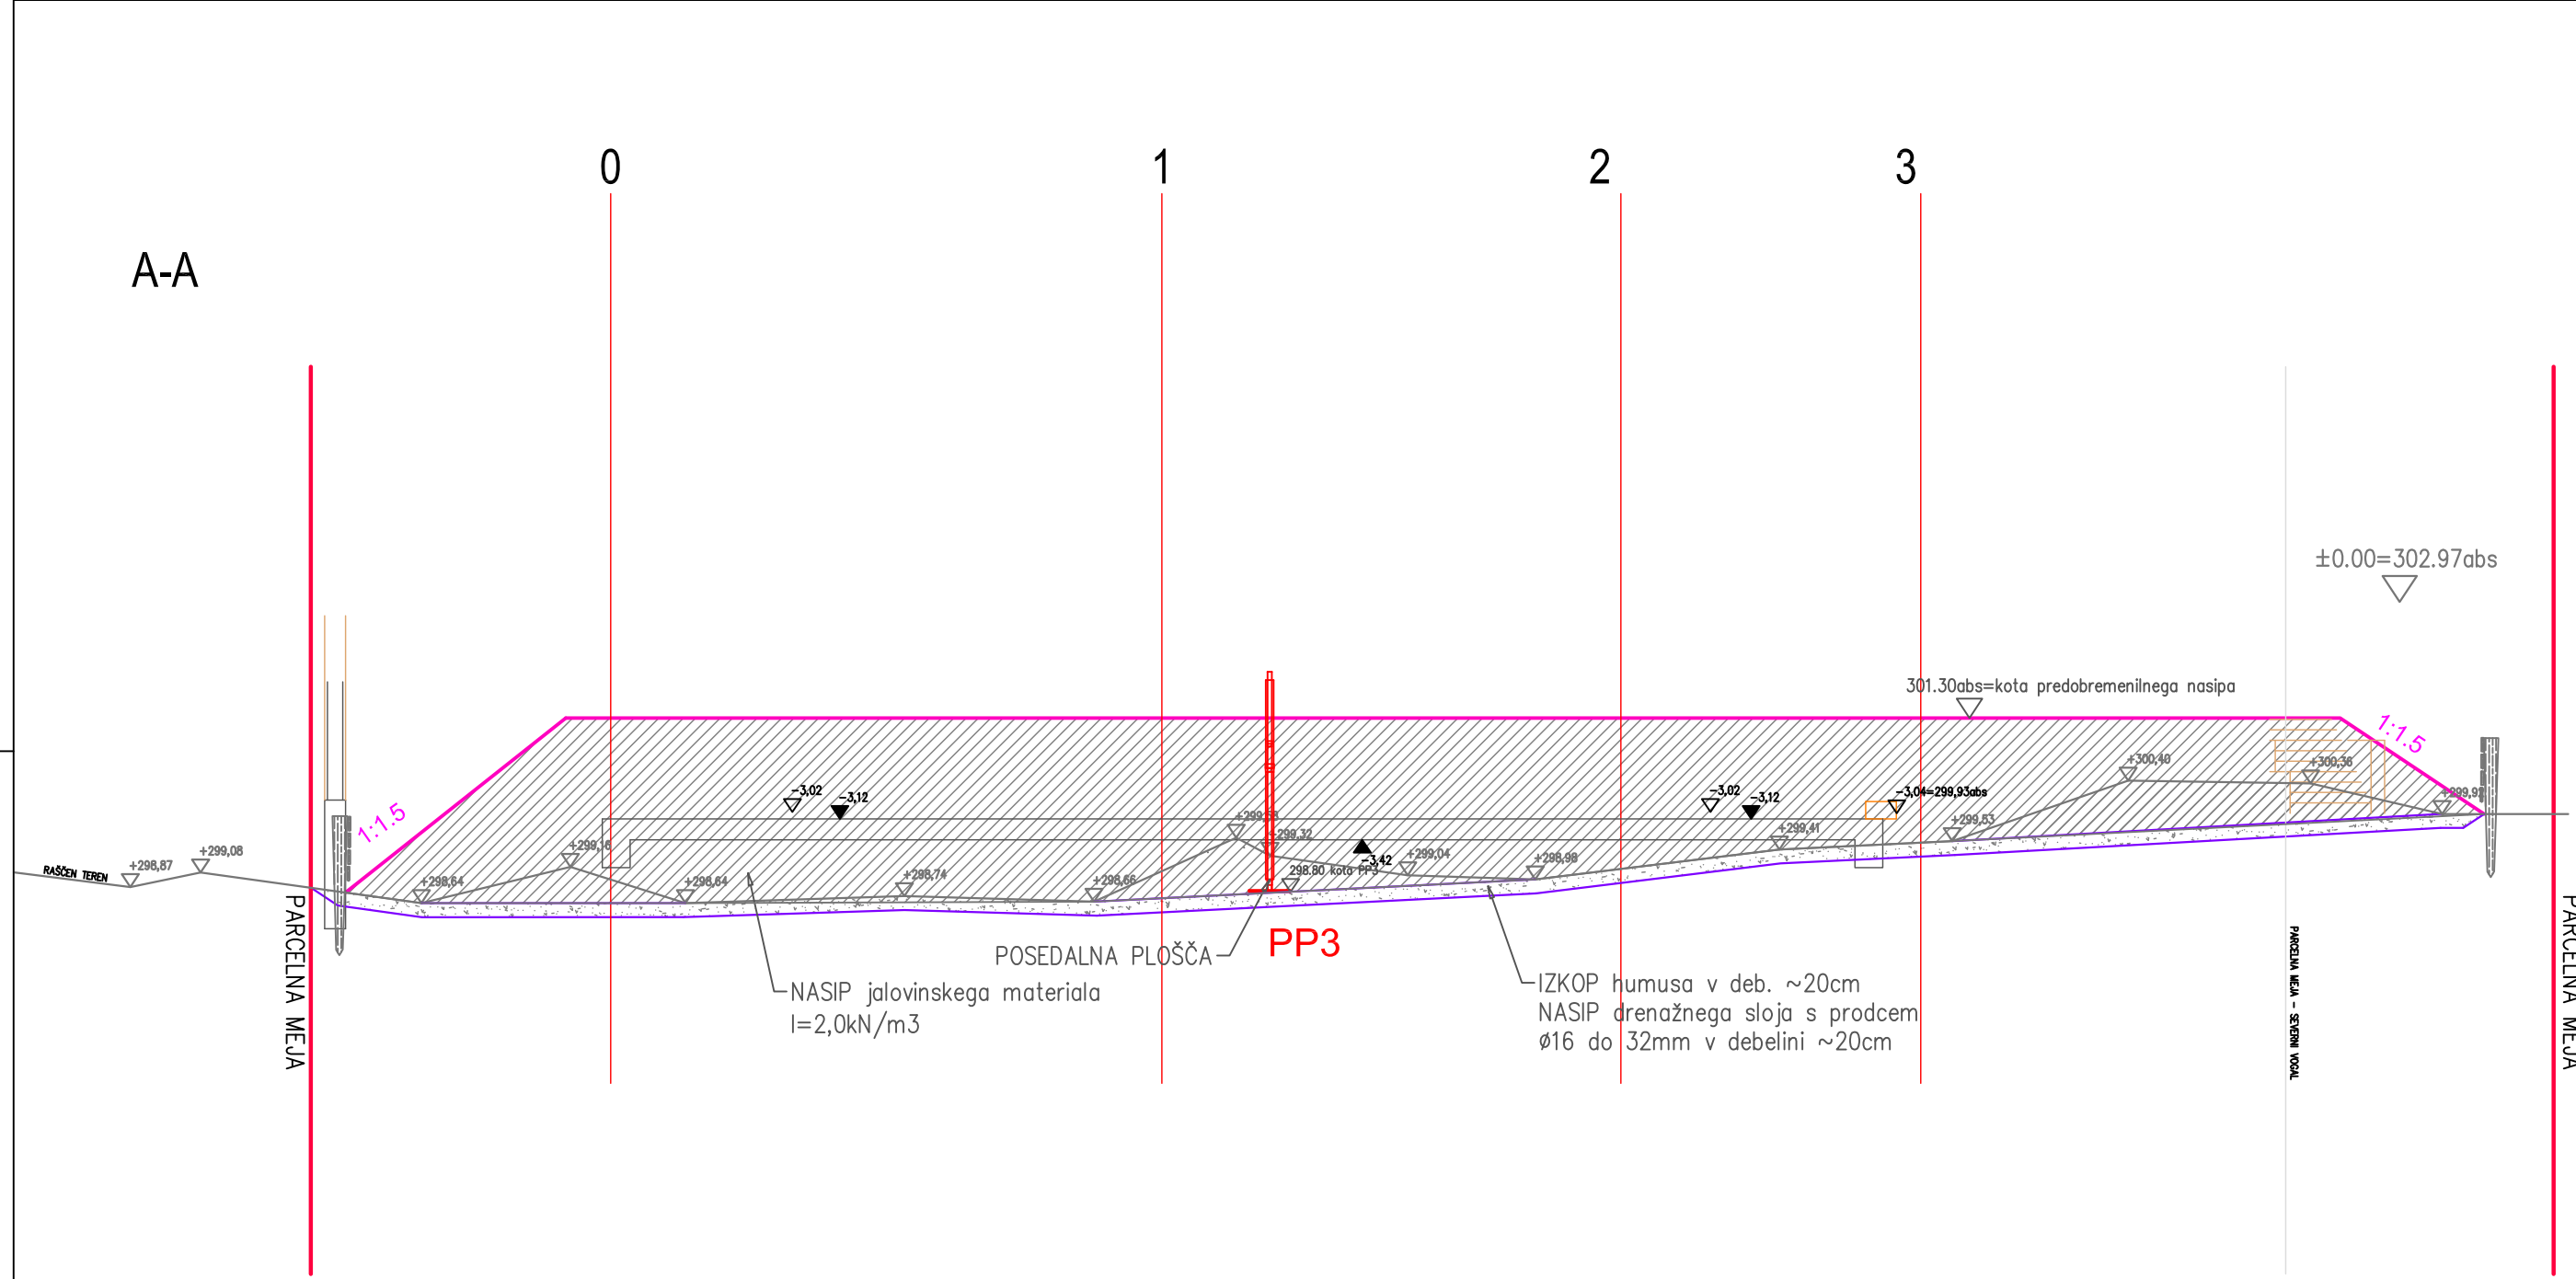 0
1
2
3
A-A
±0.00=302.97abs
301.30abs=kota predobremenilnega nasipa
1:1.5
1:1.5
+300,40
+300,36
-3,02
-3,12
-3,02
-3,12
-3,04=299,93abs
+299,32
+299,53
+299,41
+299,16
+299,04
-3,42
298.80 kota PP3
+298,98
RAŠČEN TEREN
+298,87
+299,08
+298,64
+298,64
+298,74
+298,66
POSEDALNA PLOŠČA
PP3
NASIP jalovinskega materiala
I=2,0kN/m3
IZKOP humusa v deb. ~20cm
NASIP drenažnega sloja s prodcem
ø16 do 32mm v debelini ~20cm
PARCELNA MEJA
PARCELNA MEJA - SEVERNI VOGAL
PARCELNA MEJA